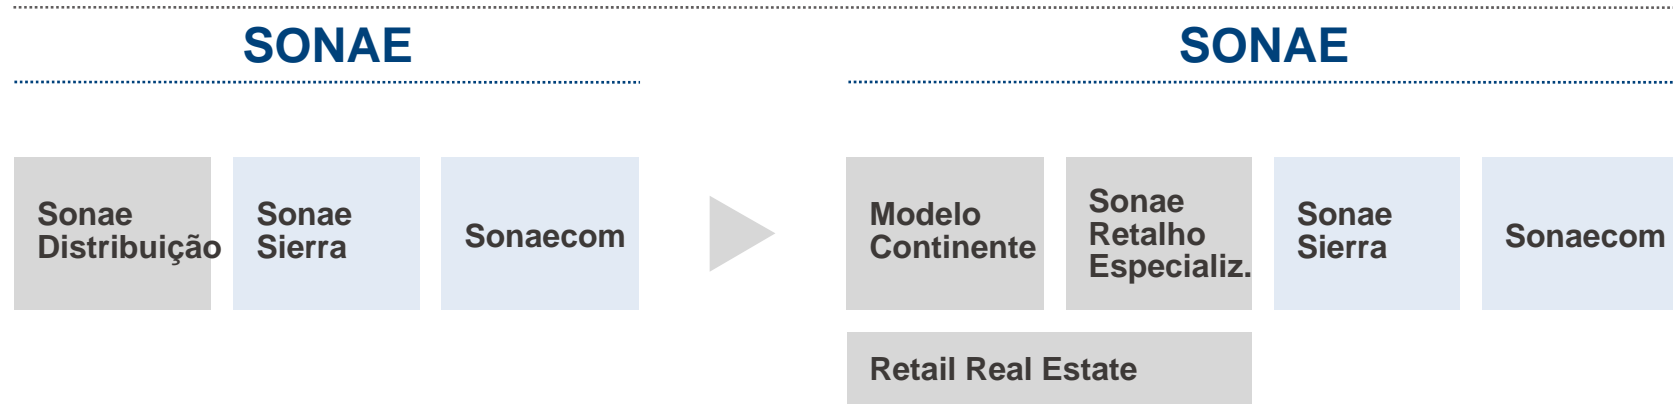 SONAE
Sonae
Distribuição
Sonae
Sierra
Sonaecom
SONAE
Modelo
Continente
Sonae
Retalho
Especializ.
Sonae
Sierra
Sonaecom
Retail Real Estate